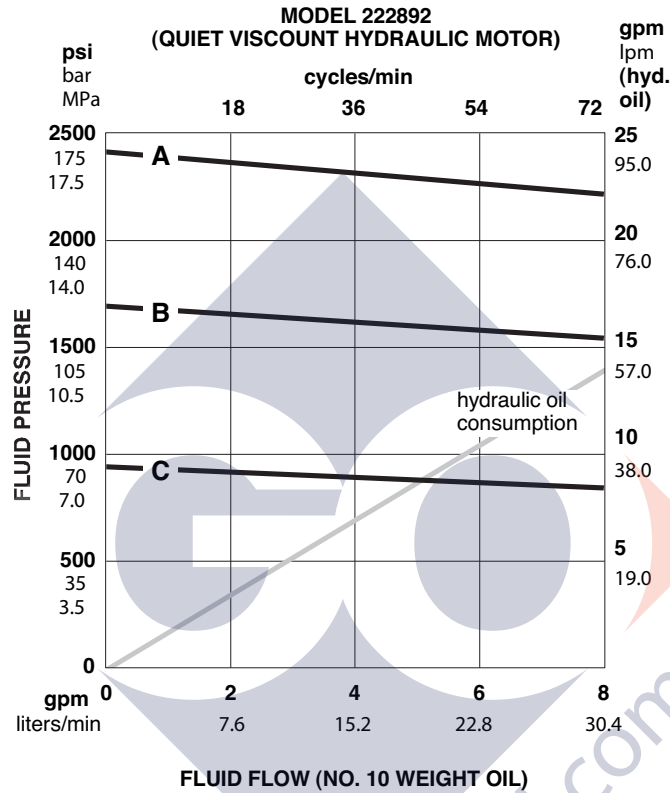 MODEL 222892
(QUIET VISCOUNT HYDRAULIC MOTOR)
psi
bar
MPa
cycles/min
gpm
lpm
(hyd.
oil)
18 36 54 72
2500
175
17.5
2000
140
14.0
1500
105
10.5
1000
70
7.0
500
35
3.5
0
FLUID PRESSURE
A
B
C
hydraulic oil
consumption
25
95.0
20
76.0
15
57.0
10
38.0
5
19.0
gpm 0 2 4 6 8
liters/min 7.6 15.2 22.8 30.4
FLUID FLOW (NO. 10 WEIGHT OIL)
.com